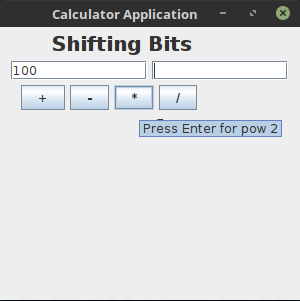 Calculator Application
Shifting Bits
100
+ - * /
Press Enter for pow 2